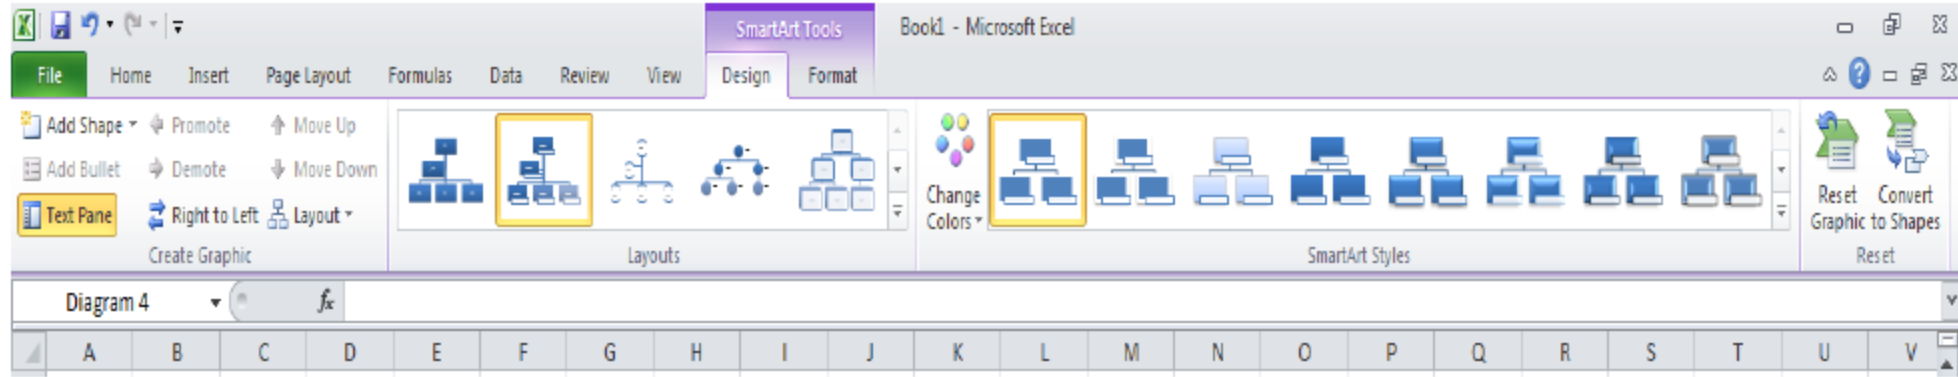 SmartArt Tools
Book1 - Microsoft Excel
File Home Insert Page Layout Formulas Data Review View Design Format
Add Shape Promote Move Up
Add Bullet Demote Move Down
Text Pane Right to Left Layout
Create Graphic
Layouts
Change
Colors
SmartArt Styles
Reset
Graphic
Convert
to Shapes
Reset
Diagram 4 fx
A B C D E F G H I J K L M N O P Q R S T U V